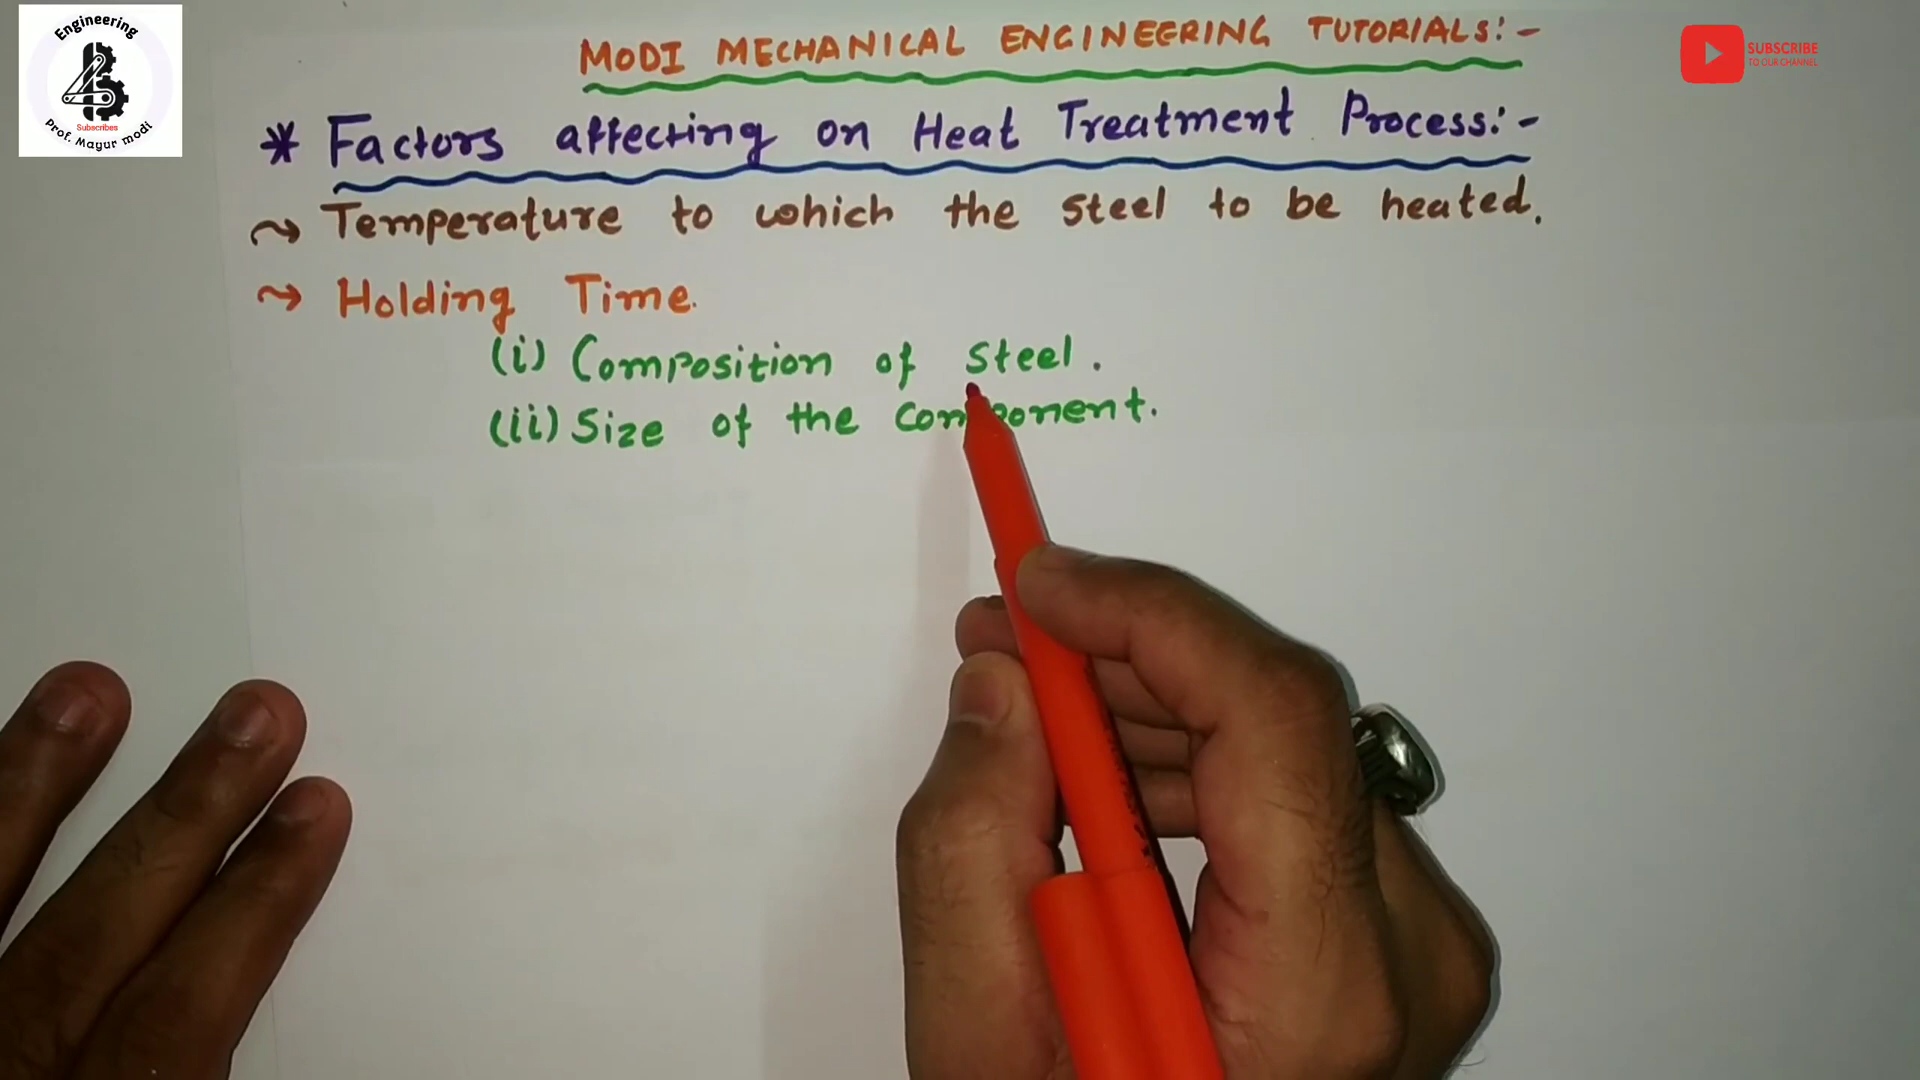 Engineering
Subscribes
Prof. Mayur modi
MODI MECHANICAL ENGINEERING TUTORIALS:-
SUBSCRIBE
TO OUR CHANNEL
* Factors affecting on Heat Treatment Process:-
⤳ Temperature to which the steel to be heated.
⤳ Holding Time.
(i) Composition of steel.
(ii) Size of the component.